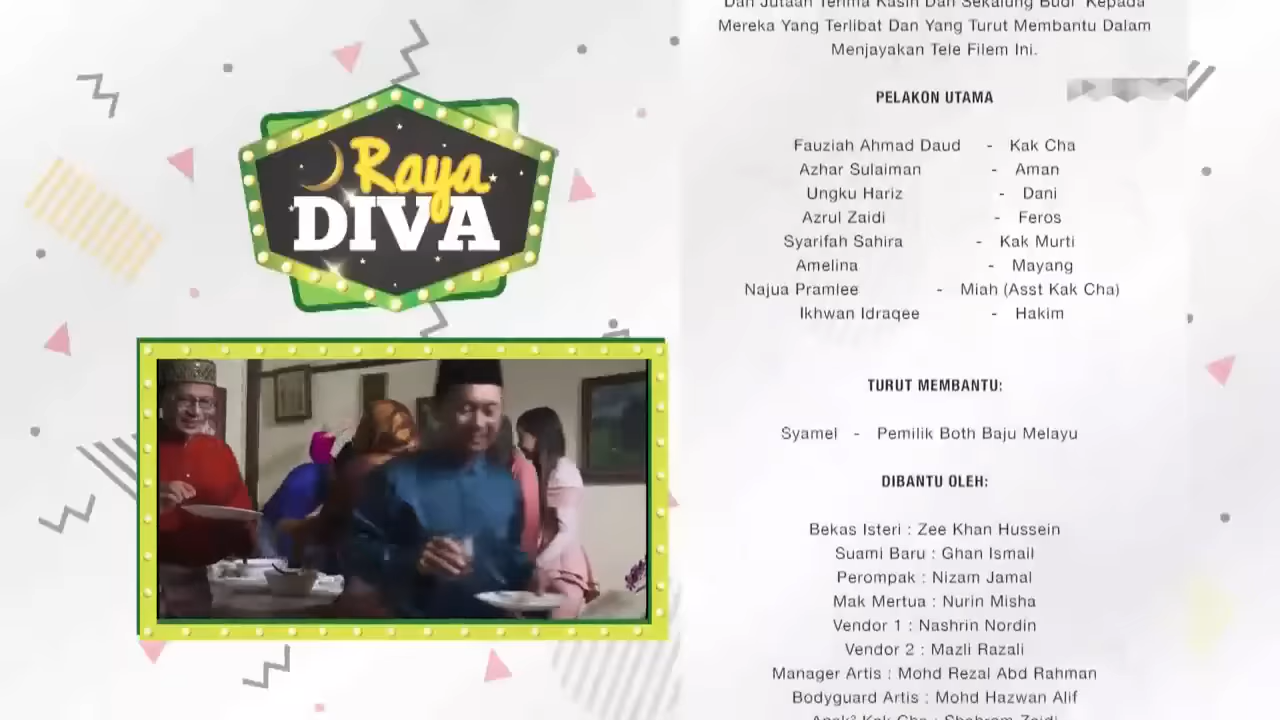 Raya
DIVA
Dan Jutaan Terima Kasih Dan Sekalung Budi Kepada
Mereka Yang Terlibat Dan Yang Turut Membantu Dalam
Menjayakan Tele Filem Ini.
PELAKON UTAMA
Fauziah Ahmad Daud - Kak Cha
Azhar Sulaiman - Aman
Ungku Hariz - Dani
Azrul Zaidi - Feros
Syarifah Sahira - Kak Murti
Amelina - Mayang
Najua Pramlee - Miah (Asst Kak Cha)
Ikhwan Idraqee - Hakim
TURUT MEMBANTU:
Syamel - Pemilik Both Baju Melayu
DIBANTU OLEH:
Bekas Isteri : Zee Khan Hussein
Suami Baru : Ghan Ismail
Perompak : Nizam Jamal
Mak Mertua : Nurin Misha
Vendor 1 : Nashrin Nordin
Vendor 2 : Mazli Razali
Manager Artis : Mohd Rezal Abd Rahman
Bodyguard Artis : Mohd Hazwan Alif
Kak Cha : Shahram Zaidi